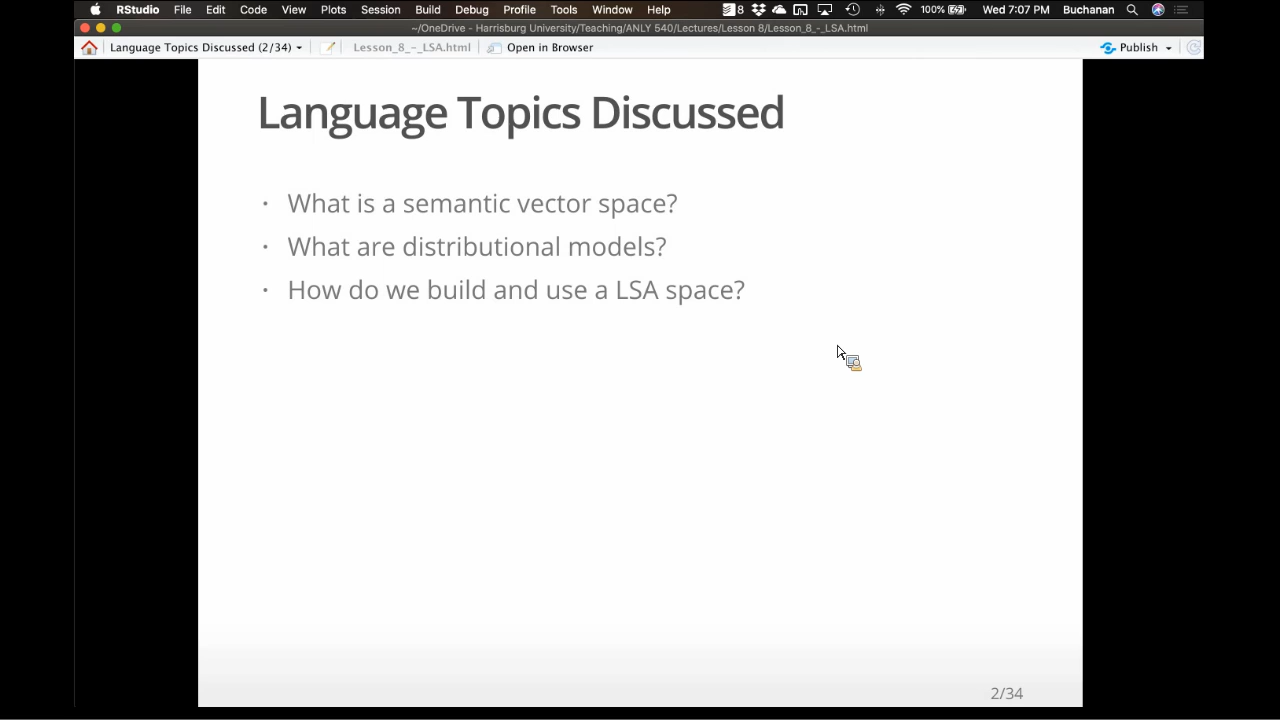 RStudio File Edit Code View Plots Session Build Debug Profile Tools Window Help 8 100% Wed 7:07 PM Buchanan
~/OneDrive - Harrisburg University/Teaching/ANLY 540/Lectures/Lesson 8/Lesson_8_-_LSA.html
Language Topics Discussed (2/34) Lesson_8_-_LSA.html Open in Browser Publish
Language Topics Discussed
· What is a semantic vector space?
· What are distributional models?
· How do we build and use a LSA space?
2/34